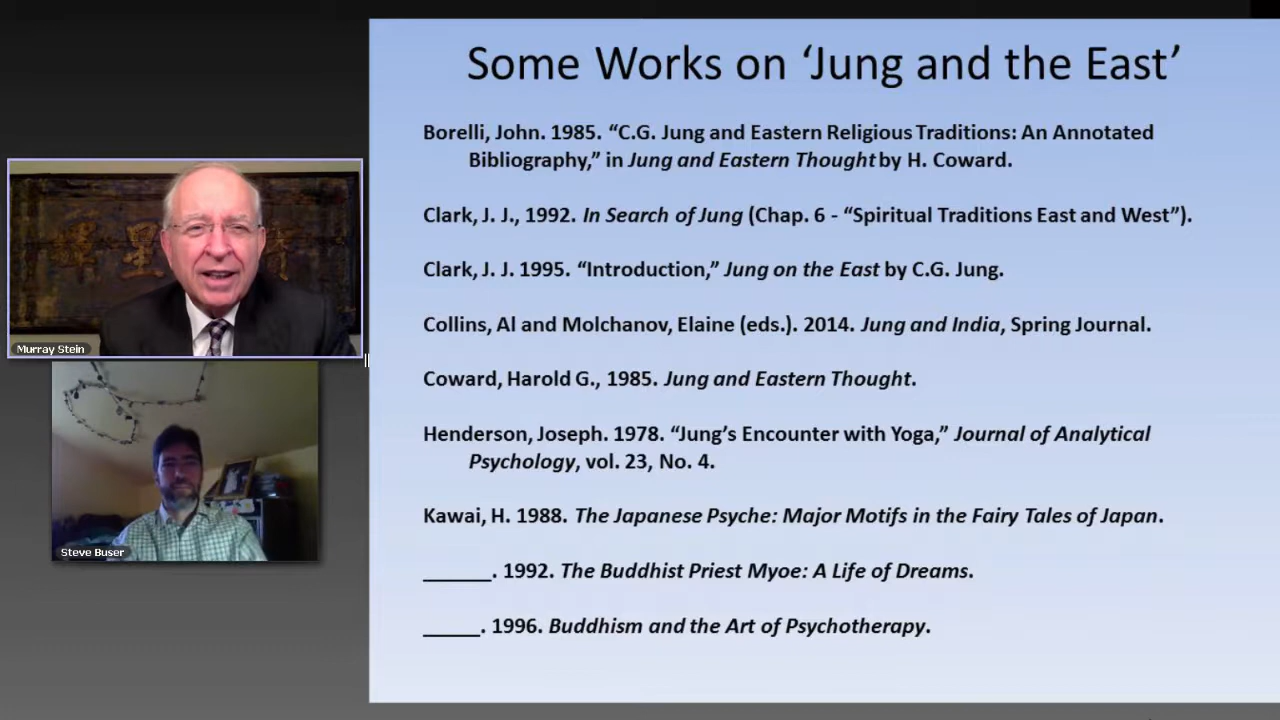 Some Works on ‘Jung and the East’
Borelli, John. 1985. “C.G. Jung and Eastern Religious Traditions: An Annotated
Bibliography,” in Jung and Eastern Thought by H. Coward.
Clark, J. J., 1992. In Search of Jung (Chap. 6 - “Spiritual Traditions East and West”).
Clark, J. J. 1995. “Introduction,” Jung on the East by C.G. Jung.
Collins, Al and Molchanov, Elaine (eds.). 2014. Jung and India, Spring Journal.
Coward, Harold G., 1985. Jung and Eastern Thought.
Henderson, Joseph. 1978. “Jung’s Encounter with Yoga,” Journal of Analytical
Psychology, vol. 23, No. 4.
Kawai, H. 1988. The Japanese Psyche: Major Motifs in the Fairy Tales of Japan.
______. 1992. The Buddhist Priest Myoe: A Life of Dreams.
_____. 1996. Buddhism and the Art of Psychotherapy.
Murray Stein
Steve Buser